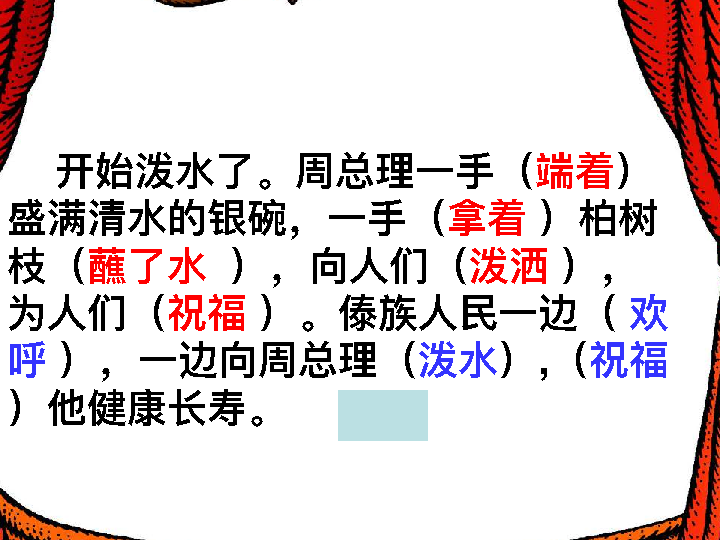 开始泼水了。周总理一手（端着）
盛满清水的银碗，一手（拿着 ）柏树
枝（蘸了水 ），向人们（泼洒 ），
为人们（祝福 ）。傣族人民一边（ 欢
呼 ），一边向周总理（泼水），（祝福
）他健康长寿。